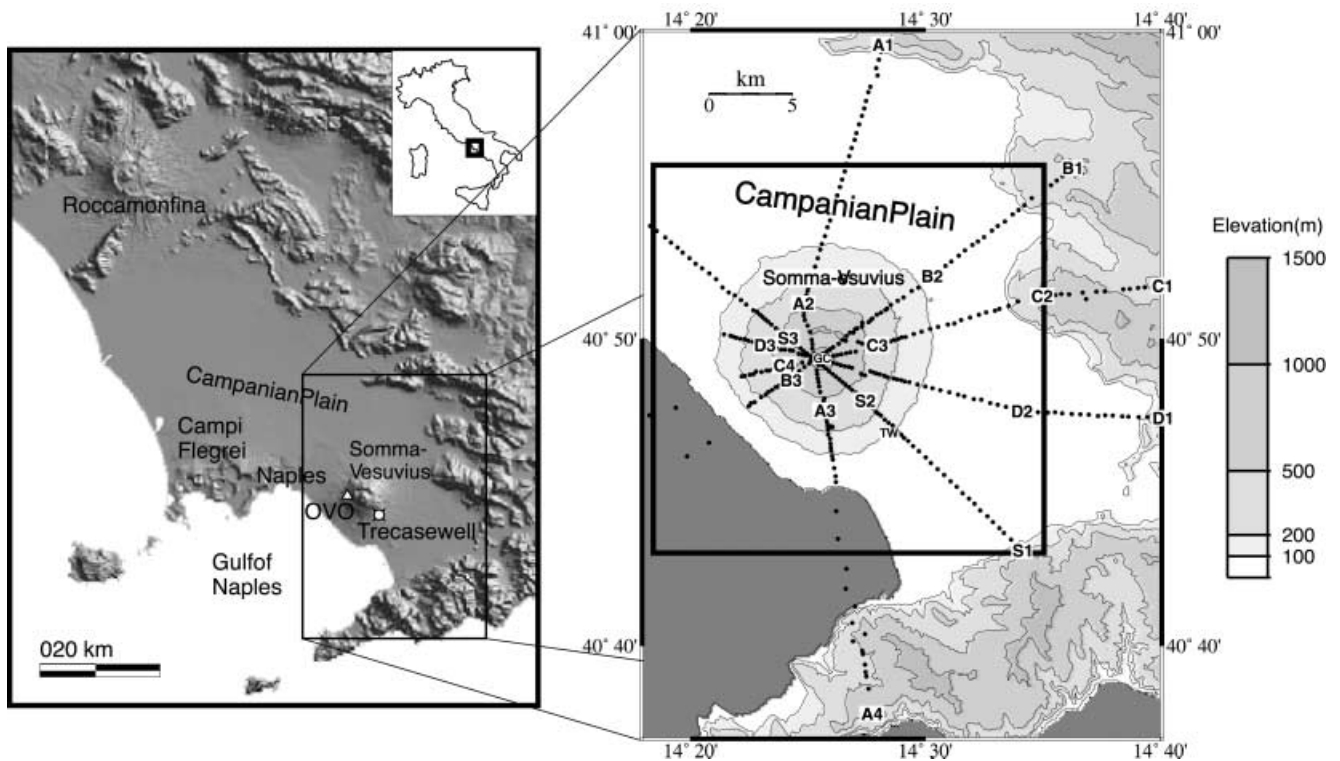 Roccamonfina
CampanianPlain
Campi
Flegrei
Naples
Somma-
Vesuvius
OVO
Trecasewell
Gulfof
Naples
020 km
14° 20'
14° 30'
14° 40'
41° 00'
41° 00'
A1
km
0 5
B1
CampanianPlain
Somma-Vesuvius
B2
A2
C2
C1
40° 50'
40° 50'
S3
D3
C3
GC
C4
B3
S2
A3
D2
D1
TW
S1
40° 40'
40° 40'
A4
14° 20'
14° 30'
14° 40'
Elevation(m)
1500
1000
500
200
100